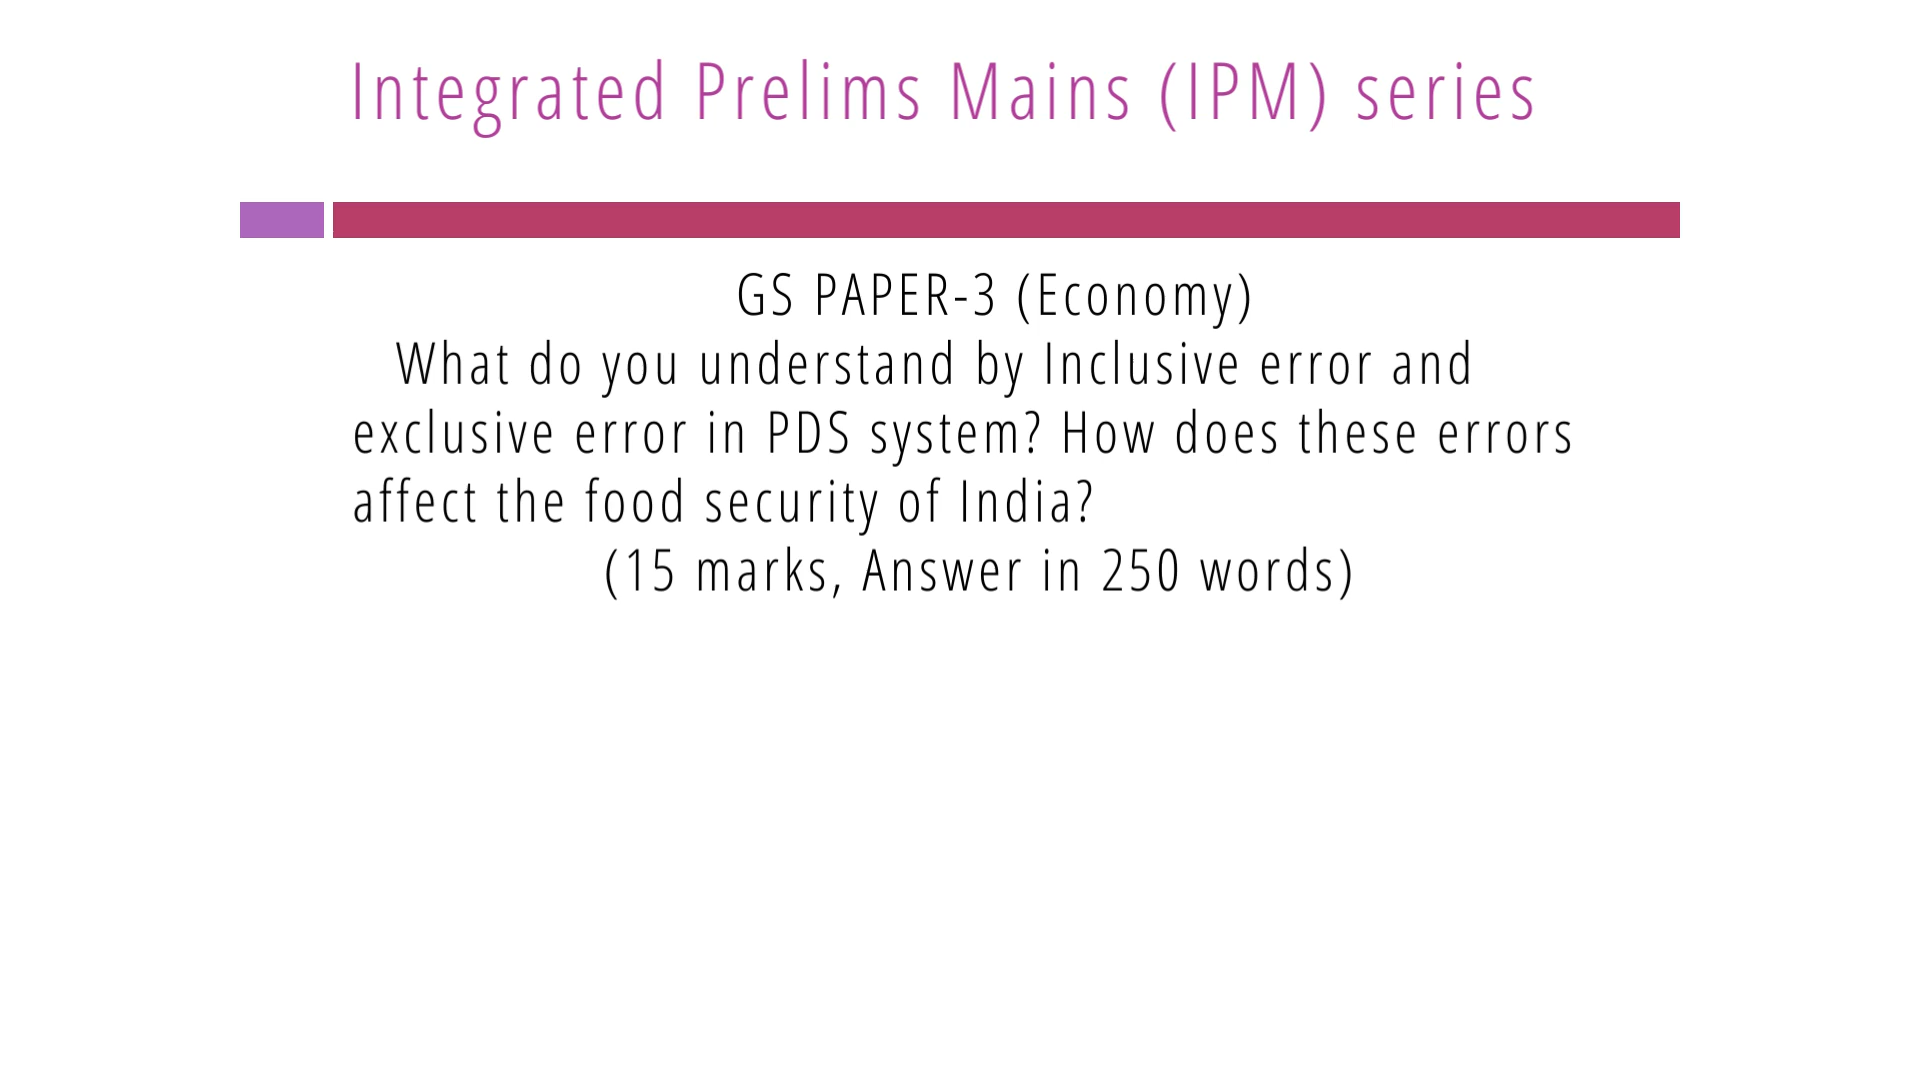 Integrated Prelims Mains (IPM) series
GS PAPER-3 (Economy)
What do you understand by Inclusive error and
exclusive error in PDS system? How does these errors
affect the food security of India?
(15 marks, Answer in 250 words)